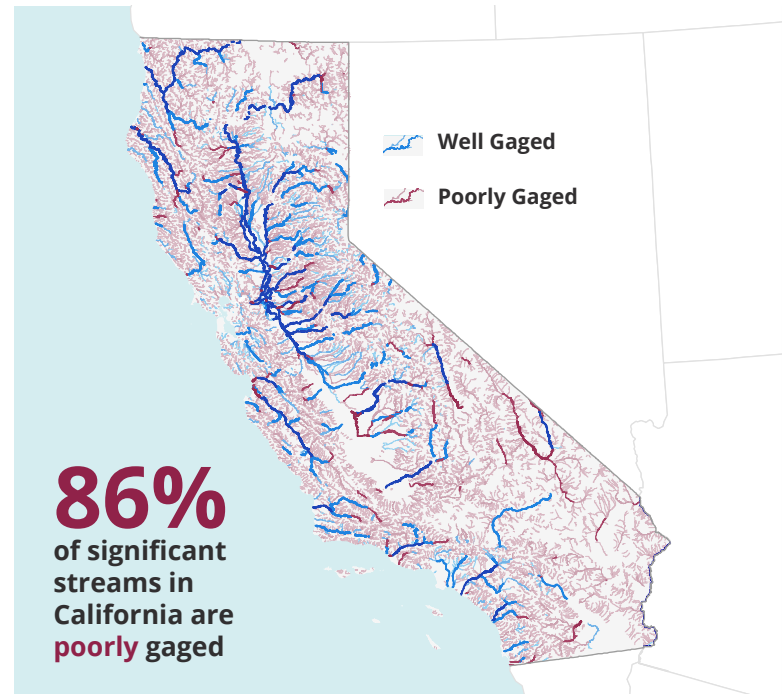 Well Gaged
Poorly Gaged
86%
of significant
streams in
California are
poorly gaged